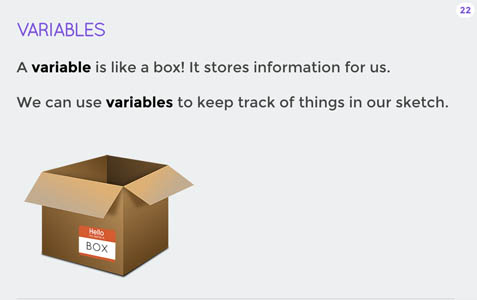 22
VARIABLES
A variable is like a box! It stores information for us.
We can use variables to keep track of things in our sketch.
Hello
BOX